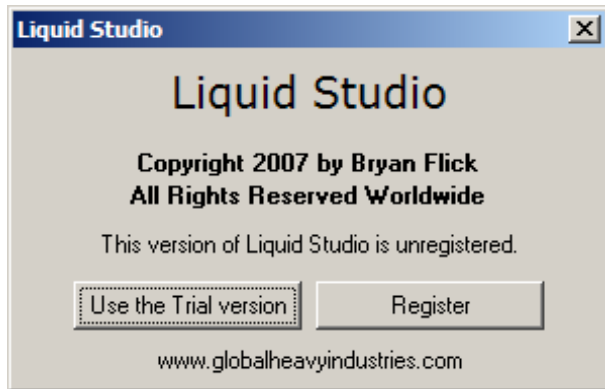 Liquid Studio
Liquid Studio
Copyright 2007 by Bryan Flick
All Rights Reserved Worldwide
This version of Liquid Studio is unregistered.
Use the Trial version
Register
www.globalheavyindustries.com